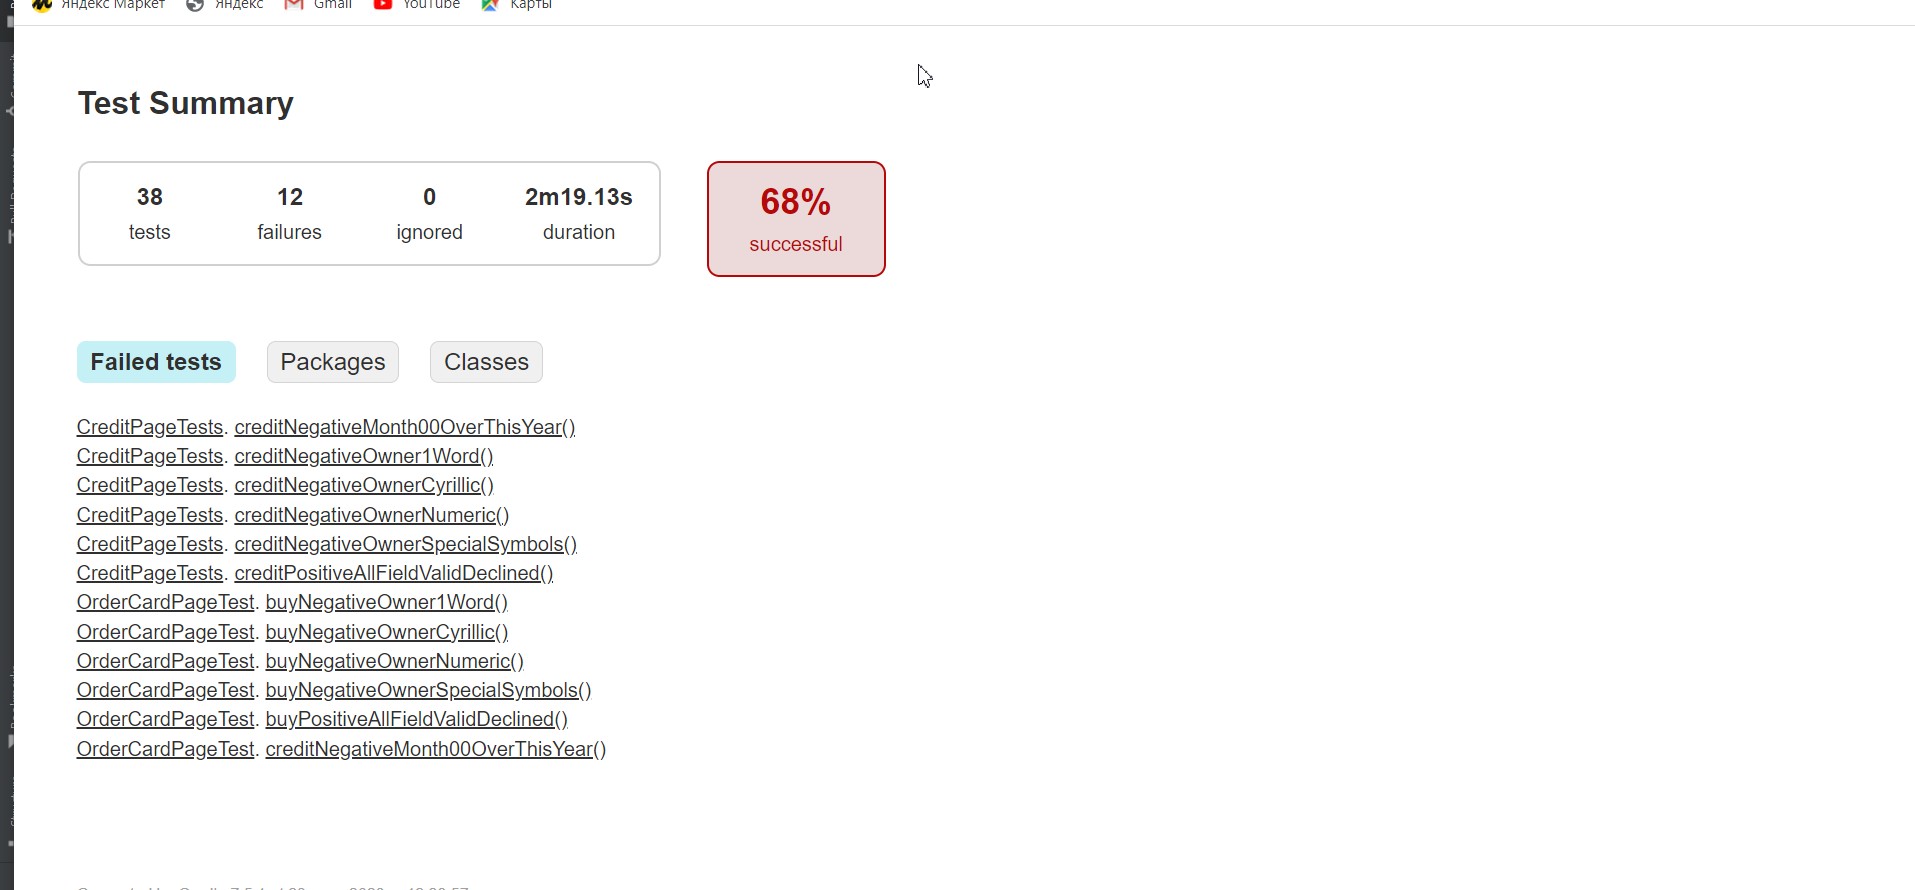 Яндекс Маркет Яндекс Gmail YouTube Карты
Test Summary
38 12 0 2m19.13s
tests failures ignored duration
68%
successful
Failed tests Packages Classes
CreditPageTests. creditNegativeMonth00OverThisYear()
CreditPageTests. creditNegativeOwner1Word()
CreditPageTests. creditNegativeOwnerCyrillic()
CreditPageTests. creditNegativeOwnerNumeric()
CreditPageTests. creditNegativeOwnerSpecialSymbols()
CreditPageTests. creditPositiveAllFieldValidDeclined()
OrderCardPageTest. buyNegativeOwner1Word()
OrderCardPageTest. buyNegativeOwnerCyrillic()
OrderCardPageTest. buyNegativeOwnerNumeric()
OrderCardPageTest. buyNegativeOwnerSpecialSymbols()
OrderCardPageTest. buyPositiveAllFieldValidDeclined()
OrderCardPageTest. creditNegativeMonth00OverThisYear()